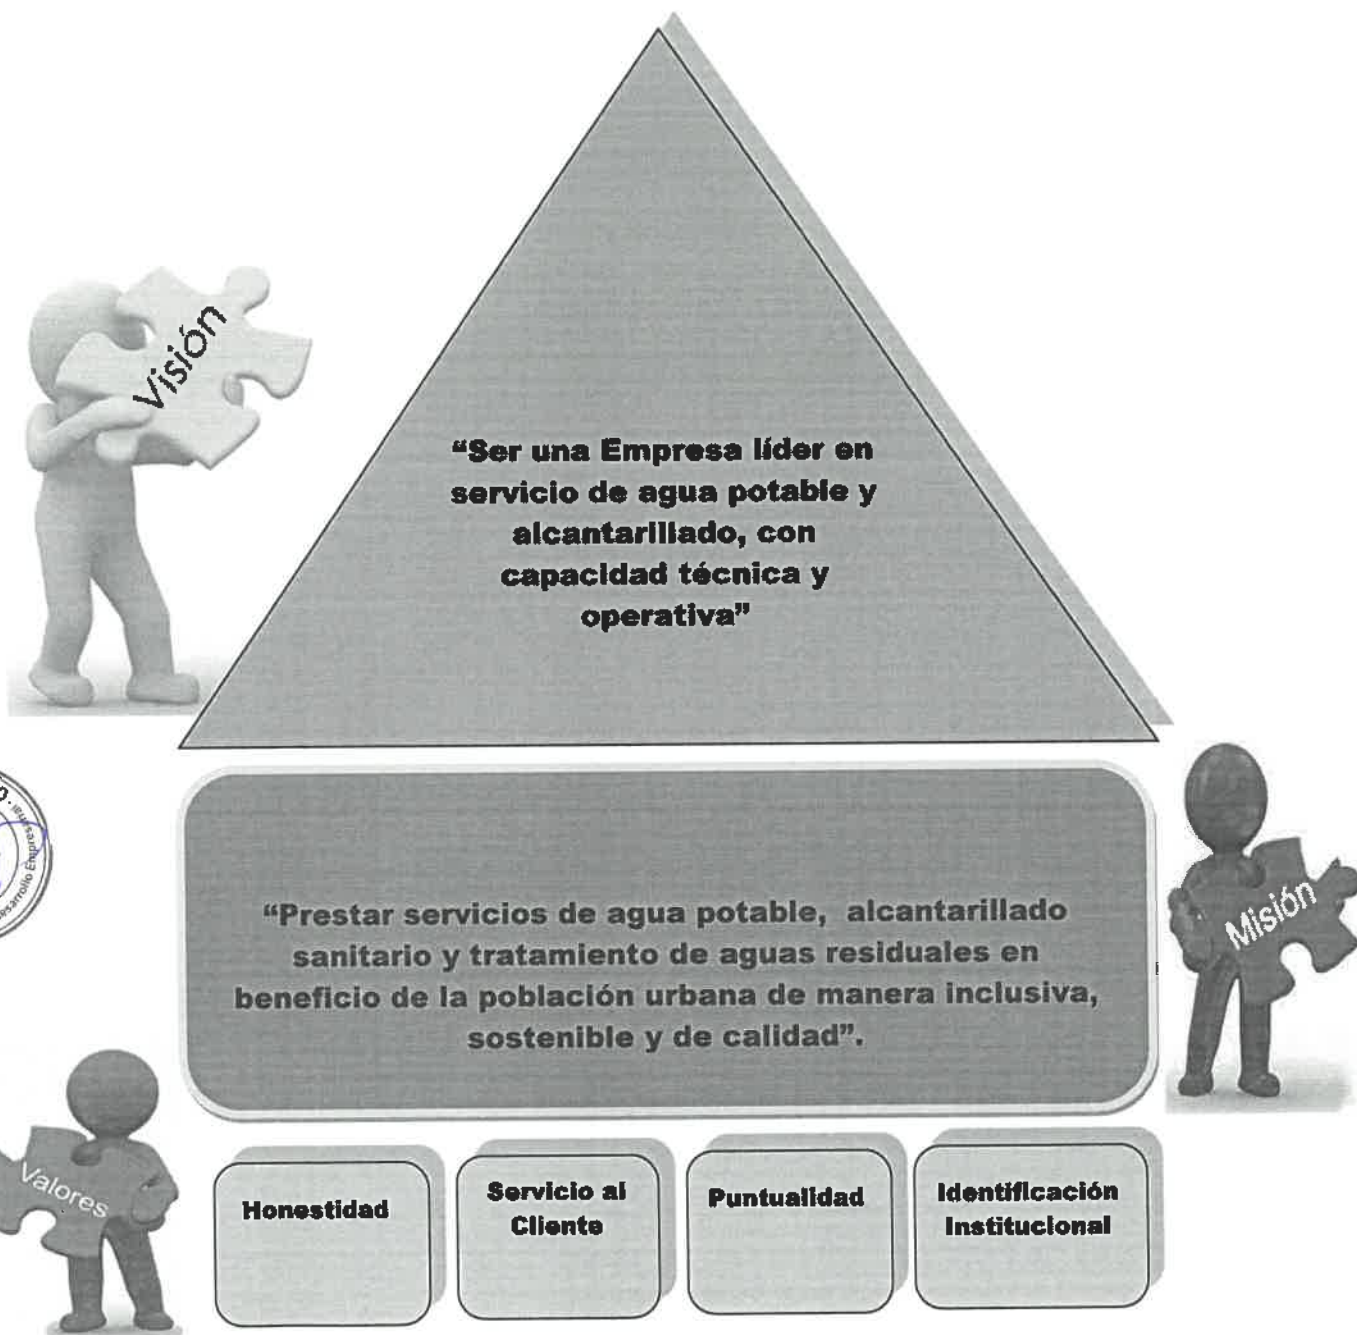 Visión
“Ser una Empresa líder en
servicio de agua potable y
alcantarillado, con
capacidad técnica y
operativa”
“Prestar servicios de agua potable, alcantarillado
sanitario y tratamiento de aguas residuales en
beneficio de la población urbana de manera inclusiva,
sostenible y de calidad”.
Misión
Valores
Honestidad
Servicio al
Cliente
Puntualidad
Identificación
Institucional